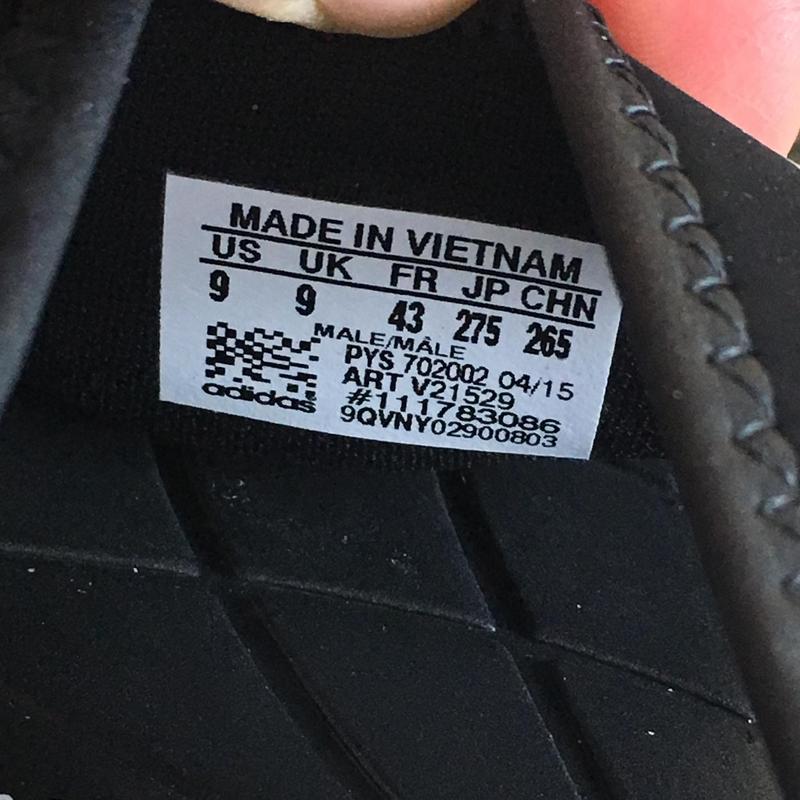 MADE IN VIETNAM
US UK FR JP CHN
9 9 43 275 265
MALE/MÂLE
PYS 702002 04/15
ART V21529
#111783086
9QVNY02900803
adidas